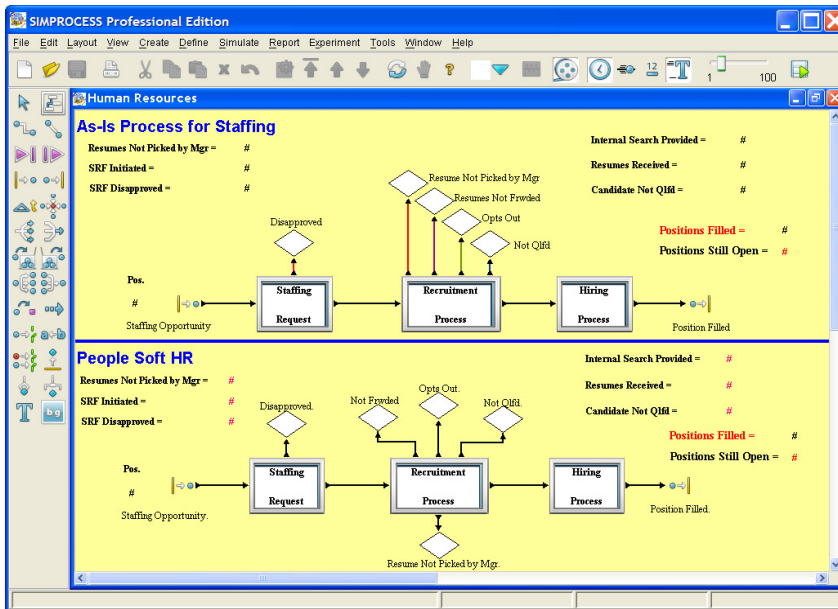 SIMPROCESS Professional Edition
File Edit Layout View Create Define Simulate Report Experiment Tools Window Help
12
T
1 100
Human Resources
As-Is Process for Staffing
Resumes Not Picked by Mgr = #
SRF Initiated = #
SRF Disapproved = #
Internal Search Provided = #
Resumes Received = #
Candidate Not Qlfd = #
Resume Not Picked by Mgr
Resumes Not Frwded
Opts Out
Not Qlfd
Disapproved
Positions Filled = #
Positions Still Open = #
Pos.
#
Staffing Opportunity
Staffing
Request
Recruitment
Process
Hiring
Process
Position Filled
People Soft HR
Resumes Not Picked by Mgr = #
SRF Initiated = #
SRF Disapproved = #
Internal Search Provided = #
Resumes Received = #
Candidate Not Qlfd = #
Disapproved.
Not Frwded
Opts Out.
Not Qlfd.
Positions Filled = #
Positions Still Open = #
Pos.
#
Staffing Opportunity.
Staffing
Request
Recruitment
Process
Hiring
Process
Position Filled.
Resume Not Picked by Mgr.
a b
T
bg